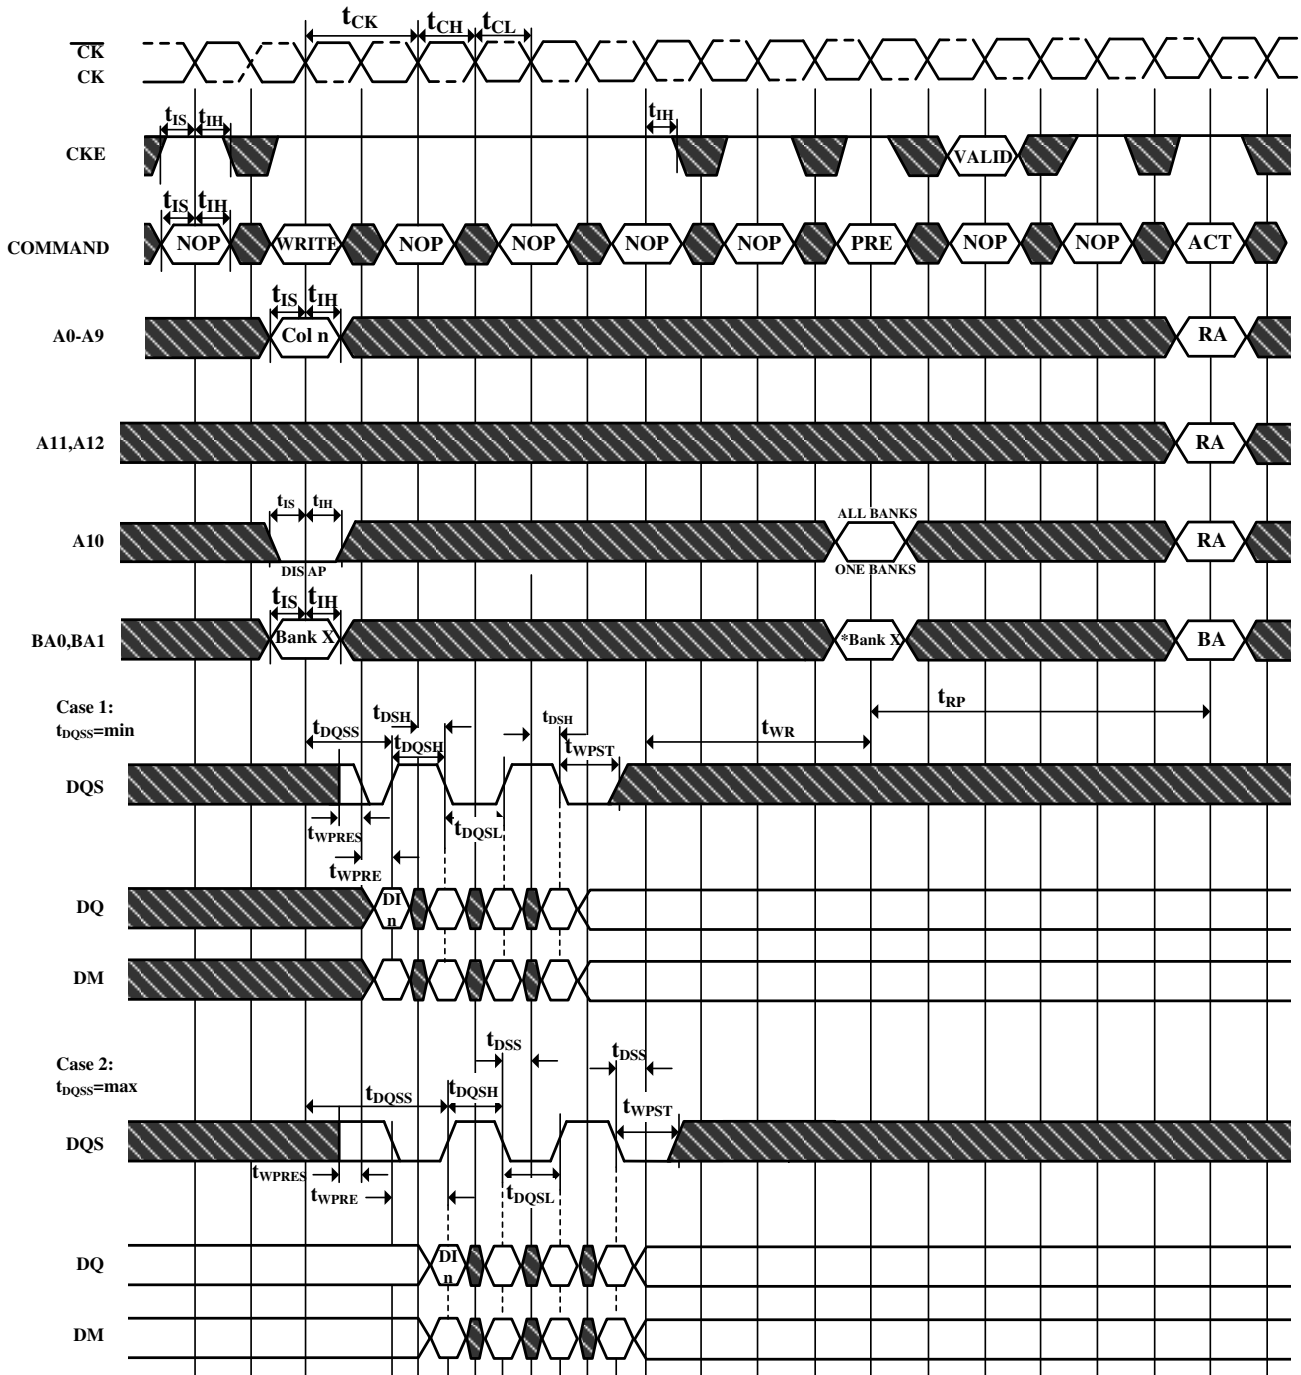 tCK tCH tCL
CK
CK
tIS tIH tIH
CKE VALID
tIS tIH
COMMAND NOP WRITE NOP NOP NOP NOP PRE NOP NOP ACT
tIS tIH
A0-A9 Col n RA
A11,A12 RA
tIS tIH ALL BANKS
A10 RA
DIS AP ONE BANKS
tIS tIH
BA0,BA1 Bank X *Bank X BA
Case 1:
tDQSS=min
tDQSS tDSH tDQSH tDSH tWPST tWR tRP
DQS
tWPRES tDQSL
tWPRE
DQ DI
n
DM
Case 2:
tDQSS=max
tDSS tDSS
tDQSS tDQSH tWPST
DQS
tWPRES tWPRE tDQSL
DQ DI
n
DM